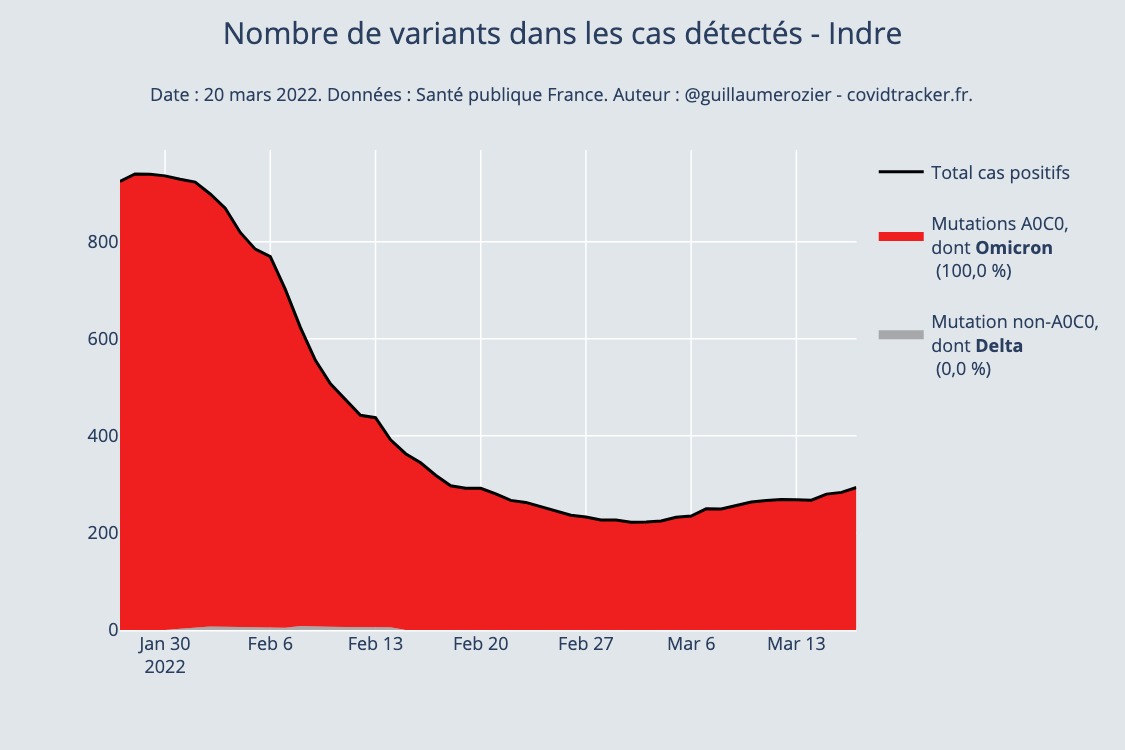 Nombre de variants dans les cas détectés - Indre
Date : 20 mars 2022. Données : Santé publique France. Auteur : @guillaumerozier - covidtracker.fr.
Total cas positifs
Mutations A0C0,
dont Omicron
(100,0 %)
Mutation non-A0C0,
dont Delta
(0,0 %)
800
600
400
200
0
Jan 30
2022
Feb 6
Feb 13
Feb 20
Feb 27
Mar 6
Mar 13